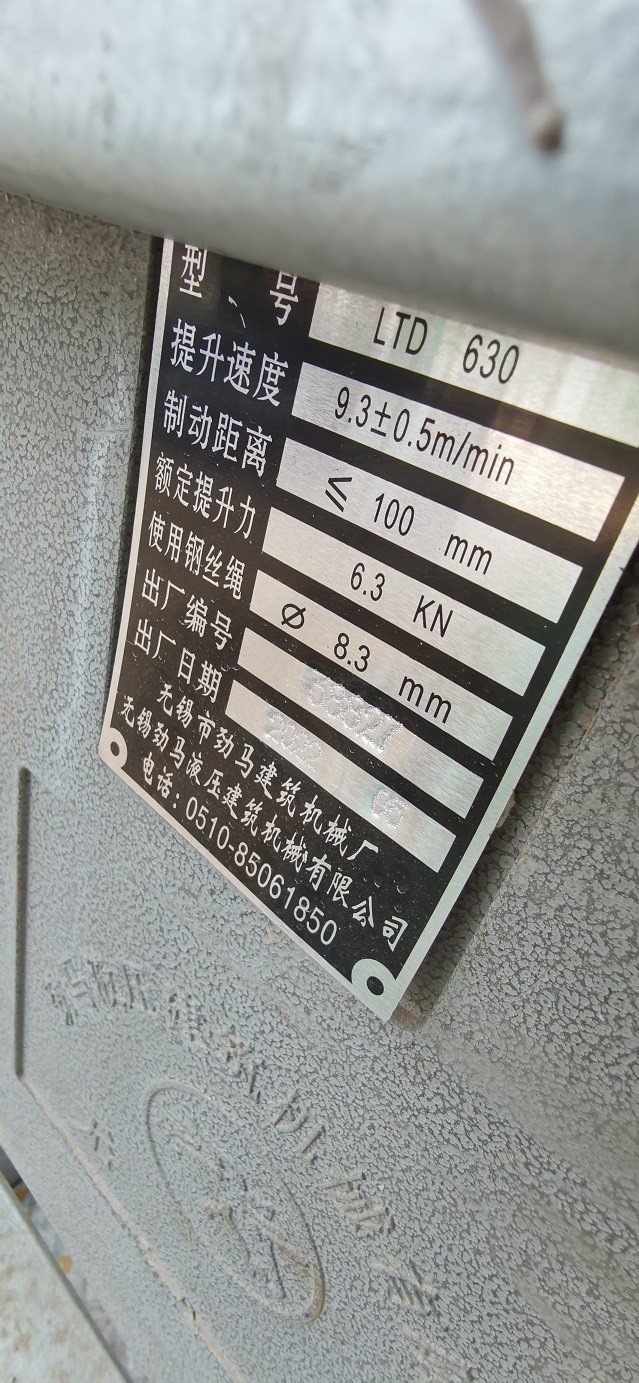 型 号 LTD 630
提升速度 9.3±0.5m/min
制动距离 ≤ 100 mm
额定提升力 6.3 KN
使用钢丝绳 ø 8.3 mm
出厂编号
出厂日期 2022
无锡市劲马建筑机械厂
无锡劲马液压建筑机械有限公司
电话：0510-85061850